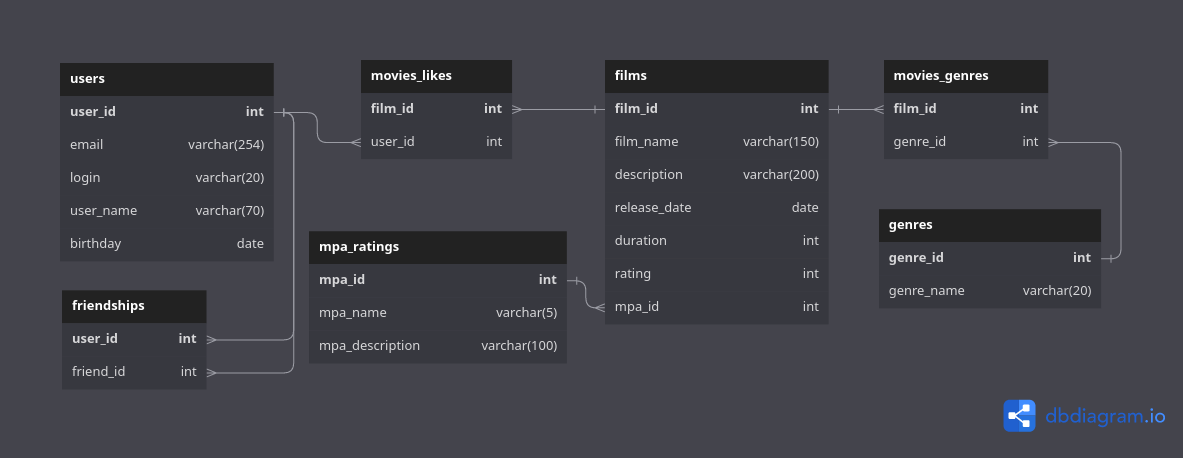 users
user_id int
email varchar(254)
login varchar(20)
user_name varchar(70)
birthday date
movies_likes
film_id int
user_id int
films
film_id int
film_name varchar(150)
description varchar(200)
release_date date
duration int
rating int
mpa_id int
movies_genres
film_id int
genre_id int
genres
genre_id int
genre_name varchar(20)
mpa_ratings
mpa_id int
mpa_name varchar(5)
mpa_description varchar(100)
friendships
user_id int
friend_id int
dbdiagram.io